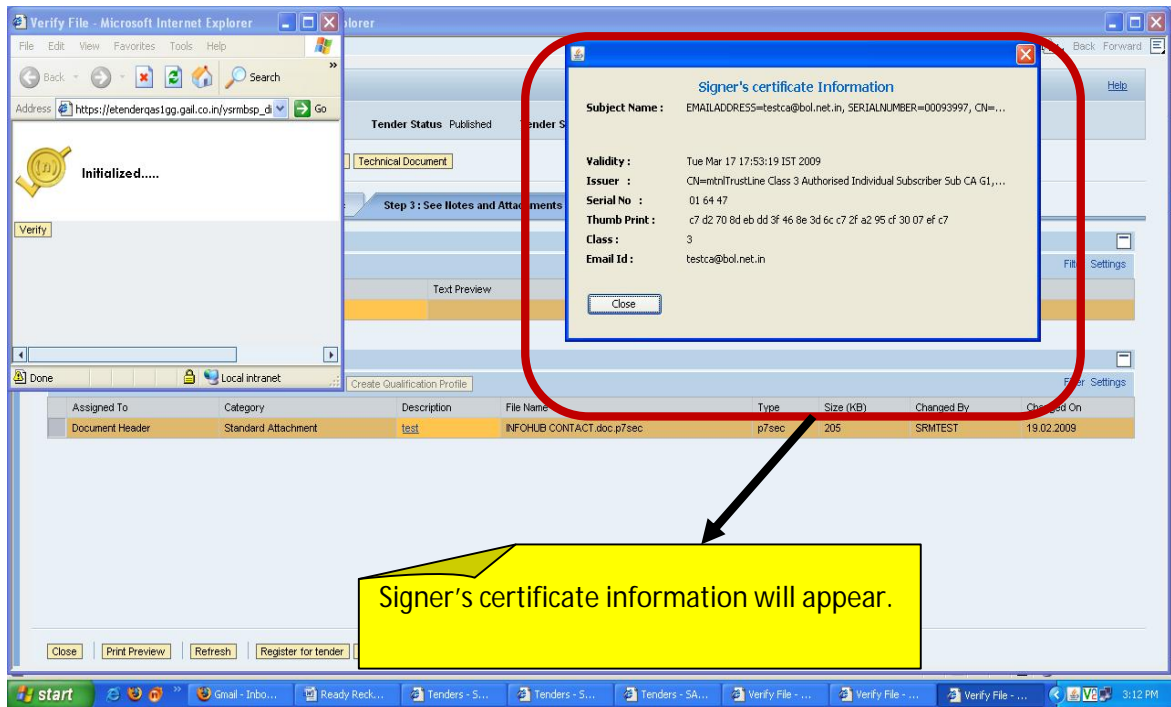 Verify File - Microsoft Internet Explorer
plorer
File Edit View Favorites Tools Help
Back Forward
Back Search »
Address https://etenderqas1gg.gail.co.in/ysrmbsp_di Go
Initialized.....
Verify
Done Local intranet
Help
Tender Status Published Tender S
Technical Document
Step 3 : See Notes and Attachments
Signer's certificate Information
Subject Name : EMAILADDRESS=testca@bol.net.in, SERIALNUMBER=00093997, CN=...
Validity : Tue Mar 17 17:53:19 IST 2009
Issuer : CN=mtnlTrustLine Class 3 Authorised Individual Subscriber Sub CA G1,...
Serial No : 01 64 47
Thumb Print : c7 d2 70 8d eb dd 3f 46 8e 3d 6c c7 2f a2 95 cf 30 07 ef c7
Class : 3
Email Id : testca@bol.net.in
Close
Settings
Text Preview
Create Qualification Profile
Settings
Assigned To Category Description File Name Type Size (KB) Changed By Changed On
Document Header Standard Attachment test INFOHUB CONTACT.doc.p7sec p7sec 205 SRMTEST 19.02.2009
Signer's certificate information will appear.
Close Print Preview Refresh Register for tender
start » Gmail - Inbo... Ready Reck... Tenders - S... Tenders - S... Tenders - SA... Verify File - ... Verify File - ... Verify File - ... 3:12 PM